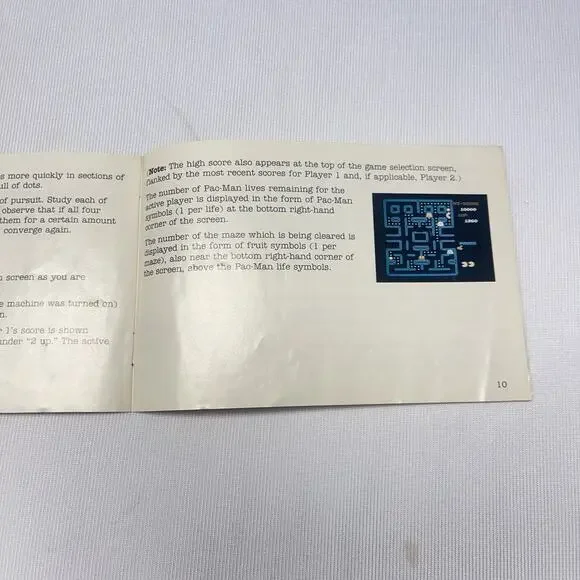 s more quickly in sections of
ull of dots.
of pursuit. Study each of
observe that if all four
them for a certain amount
converge again.
n screen as you are
e machine was turned on)
n.
r 1's score is shown
under "2 up." The active
(Note: The high score also appears at the top of the game selection screen,
flanked by the most recent scores for Player 1 and, if applicable, Player 2.)
The number of Pac-Man lives remaining for the
active player is displayed in the form of Pac-Man
symbols (1 per life) at the bottom right-hand
corner of the screen.
The number of the maze which is being cleared is
displayed in the form of fruit symbols (1 per
maze), also near the bottom right-hand corner of
the screen, above the Pac-Man life symbols.
HI-SCORE
10000
1UP
1260
10